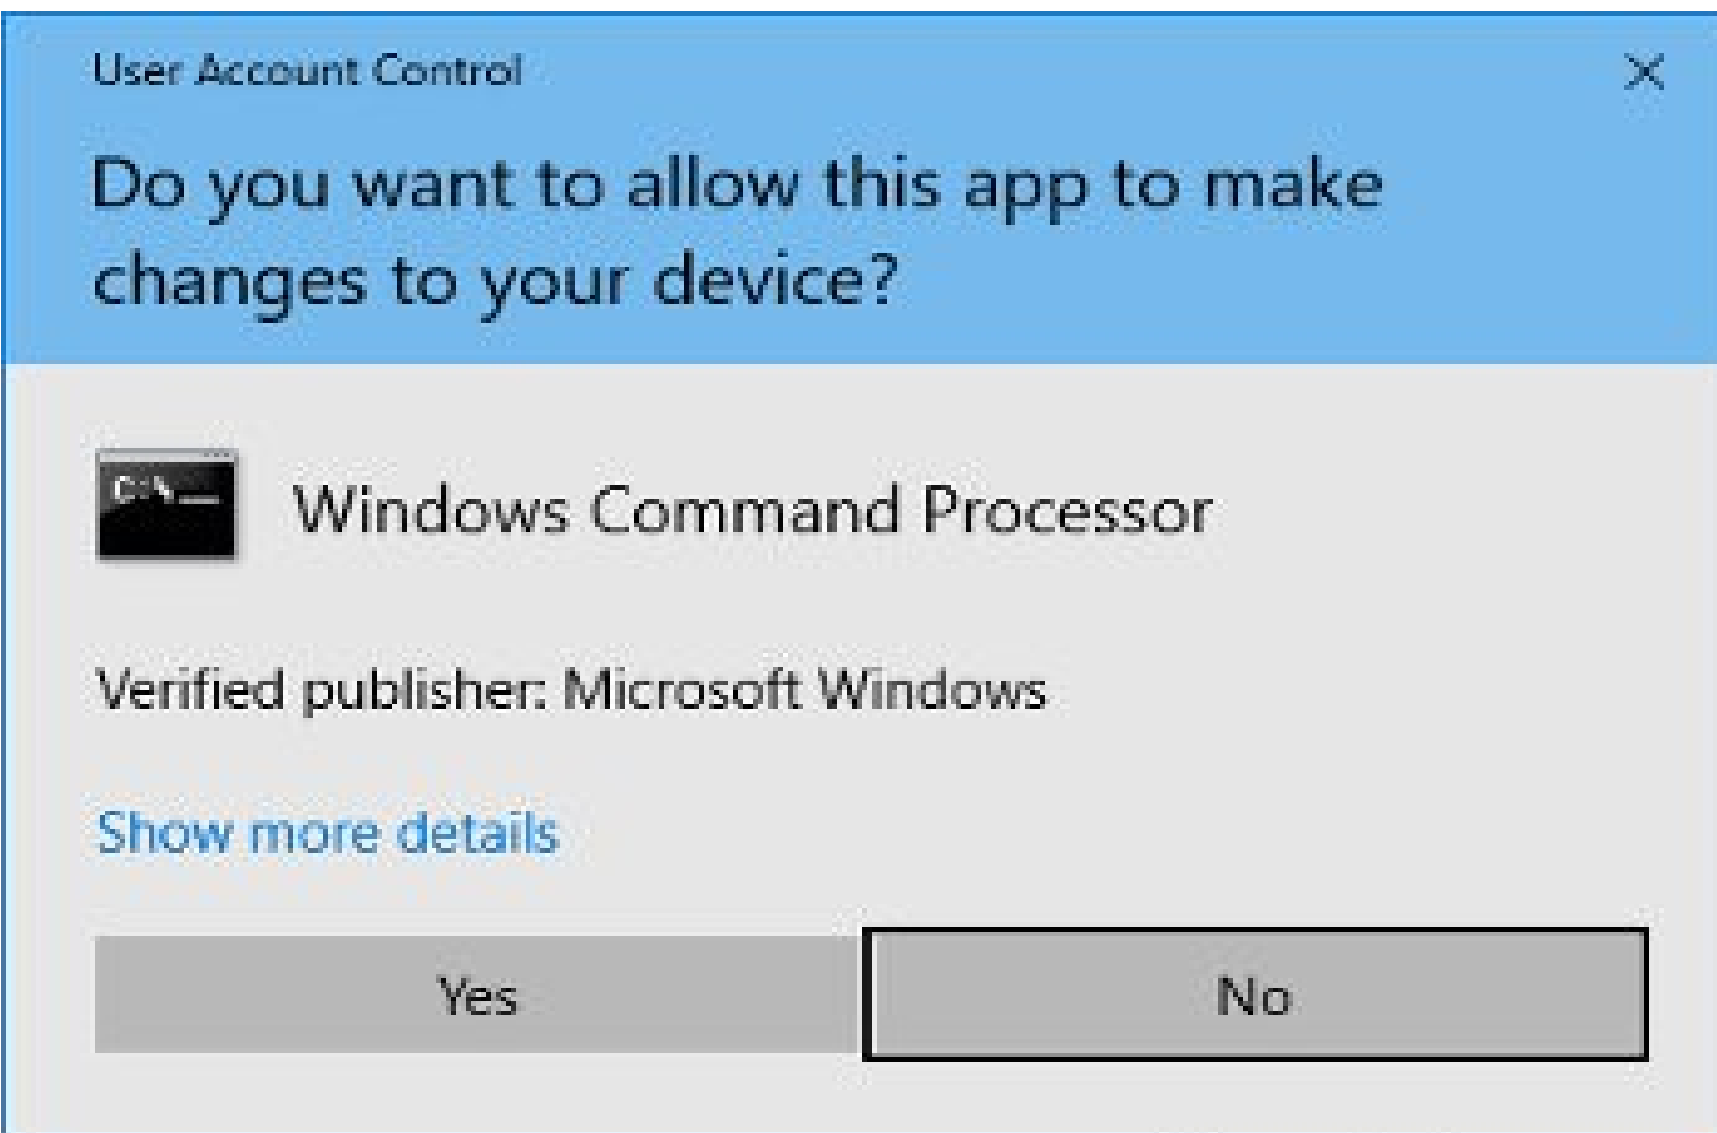 User Account Control
Do you want to allow this app to make
changes to your device?
C:\_
Windows Command Processor
Verified publisher: Microsoft Windows
Show more details
Yes
No